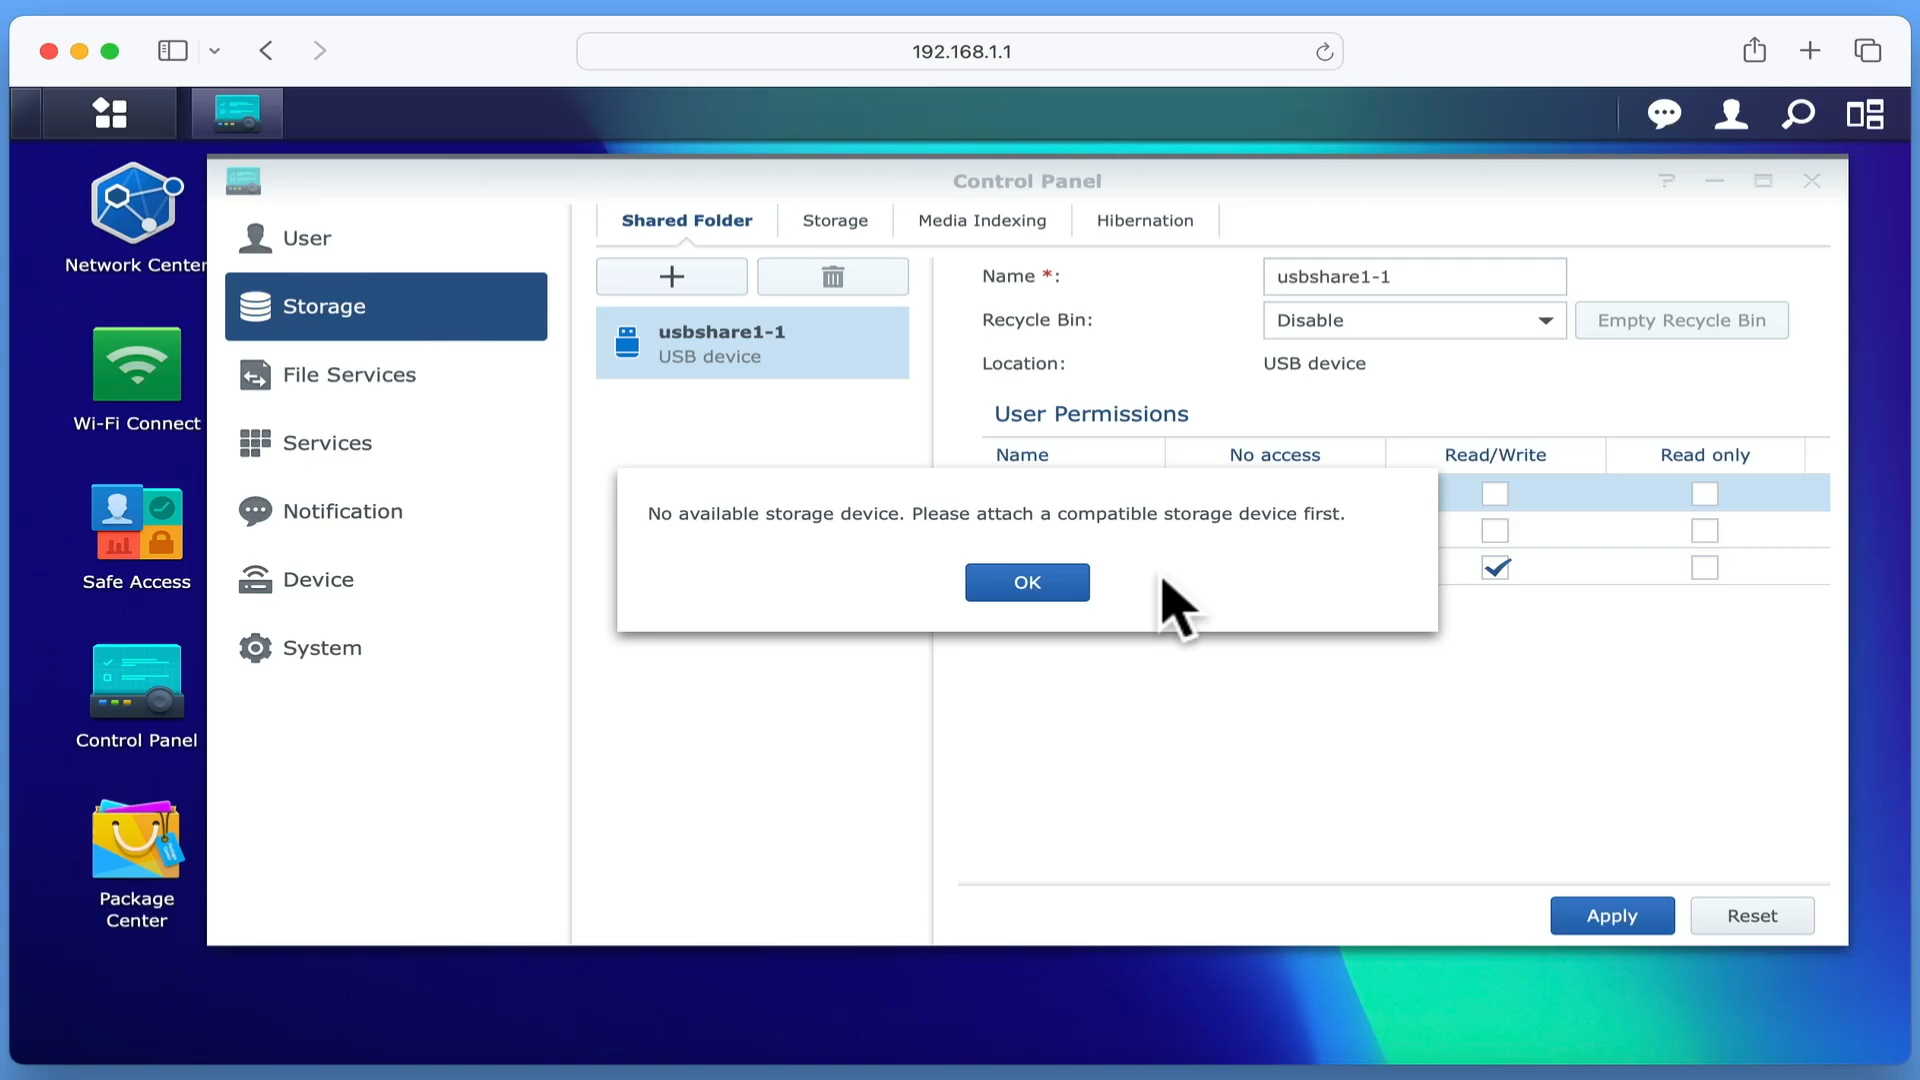 192.168.1.1
Network Center
Wi-Fi Connect
Safe Access
Control Panel
Package
Center
Control Panel
User
Storage
File Services
Services
Notification
Device
System
Shared Folder
Storage
Media Indexing
Hibernation
usbshare1-1
USB device
Name *:
usbshare1-1
Recycle Bin:
Disable
Empty Recycle Bin
Location:
USB device
User Permissions
Name
No access
Read/Write
Read only
No available storage device. Please attach a compatible storage device first.
OK
Apply
Reset